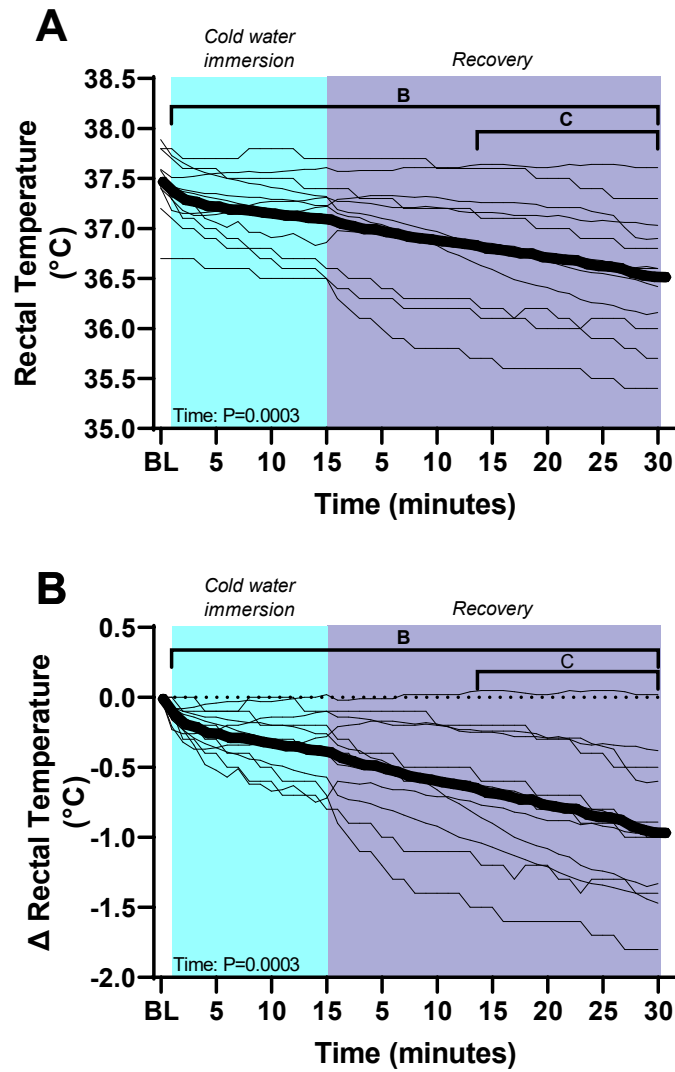 A
Cold water
immersion
Recovery
38.5
38.0
37.5
37.0
36.5
36.0
35.5
35.0
Rectal Temperature
(°C)
B
C
Time: P=0.0003
BL 5 10 15 5 10 15 20 25 30
Time (minutes)
B
Cold water
immersion
Recovery
0.5
0.0
-0.5
-1.0
-1.5
-2.0
Δ Rectal Temperature
(°C)
B
C
Time: P=0.0003
BL 5 10 15 5 10 15 20 25 30
Time (minutes)